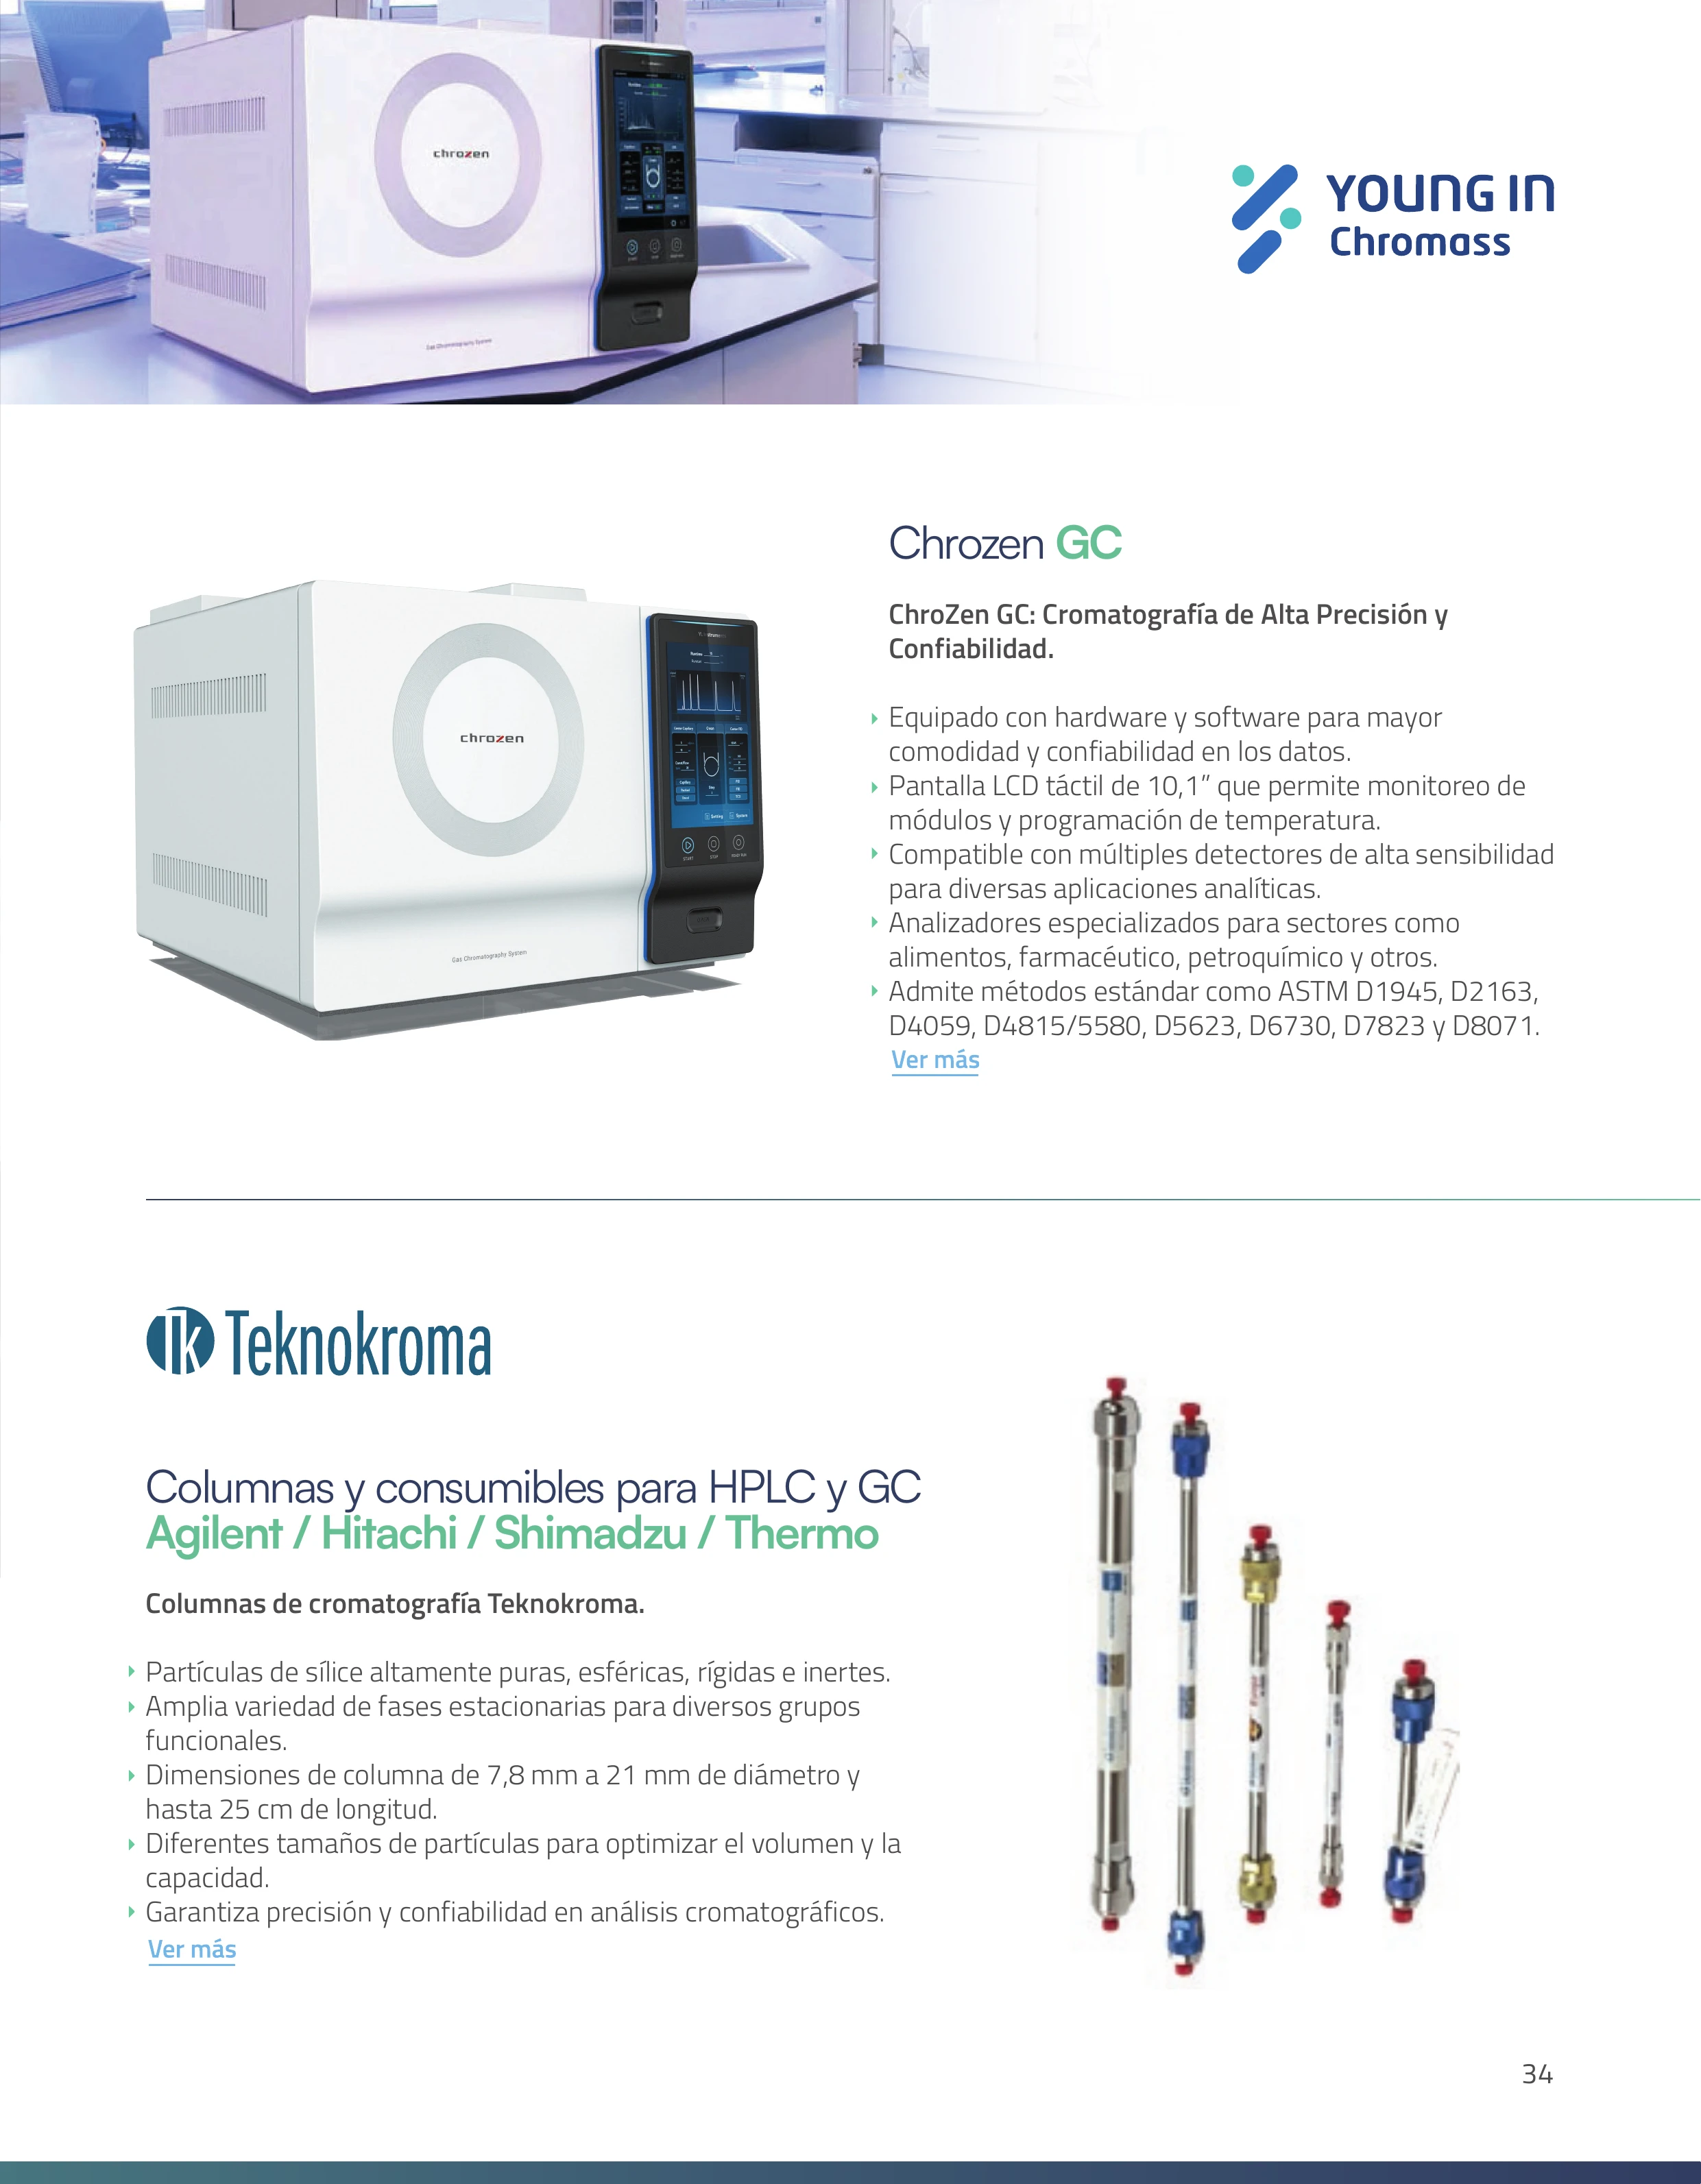 chrozen
Gas Chromatography System
YOUNG IN
Chromass
Chrozen GC
ChroZen GC: Cromatografía de Alta Precisión y
Confiabilidad.
Equipado con hardware y software para mayor
comodidad y confiabilidad en los datos.
Pantalla LCD táctil de 10,1” que permite monitoreo de
módulos y programación de temperatura.
Compatible con múltiples detectores de alta sensibilidad
para diversas aplicaciones analíticas.
Analizadores especializados para sectores como
alimentos, farmacéutico, petroquímico y otros.
Admite métodos estándar como ASTM D1945, D2163,
D4059, D4815/5580, D5623, D6730, D7823 y D8071.
Ver más
chrozen
START
STOP
Gas Chromatography System
Tk Teknokroma
Columnas y consumibles para HPLC y GC
Agilent / Hitachi / Shimadzu / Thermo
Columnas de cromatografía Teknokroma.
Partículas de sílice altamente puras, esféricas, rígidas e inertes.
Amplia variedad de fases estacionarias para diversos grupos
funcionales.
Dimensiones de columna de 7,8 mm a 21 mm de diámetro y
hasta 25 cm de longitud.
Diferentes tamaños de partículas para optimizar el volumen y la
capacidad.
Garantiza precisión y confiabilidad en análisis cromatográficos.
Ver más
34